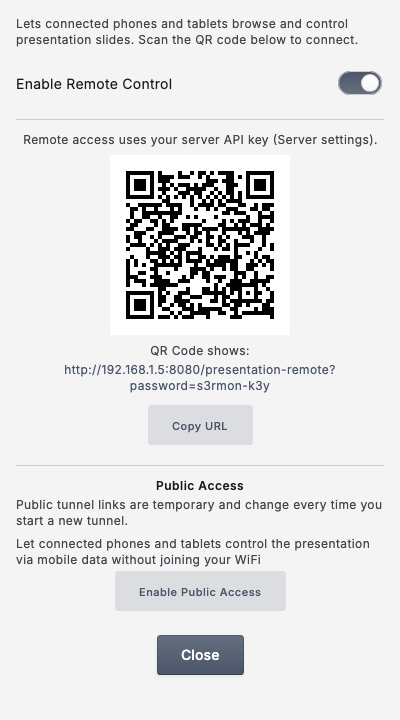 Lets connected phones and tablets browse and control
presentation slides. Scan the QR code below to connect.
Enable Remote Control
Remote access uses your server API key (Server settings).
QR Code shows:
http://192.168.1.5:8080/presentation-remote?
password=s3rmon-k3y
Copy URL
Public Access
Public tunnel links are temporary and change every time you
start a new tunnel.
Let connected phones and tablets control the presentation
via mobile data without joining your WiFi
Enable Public Access
Close